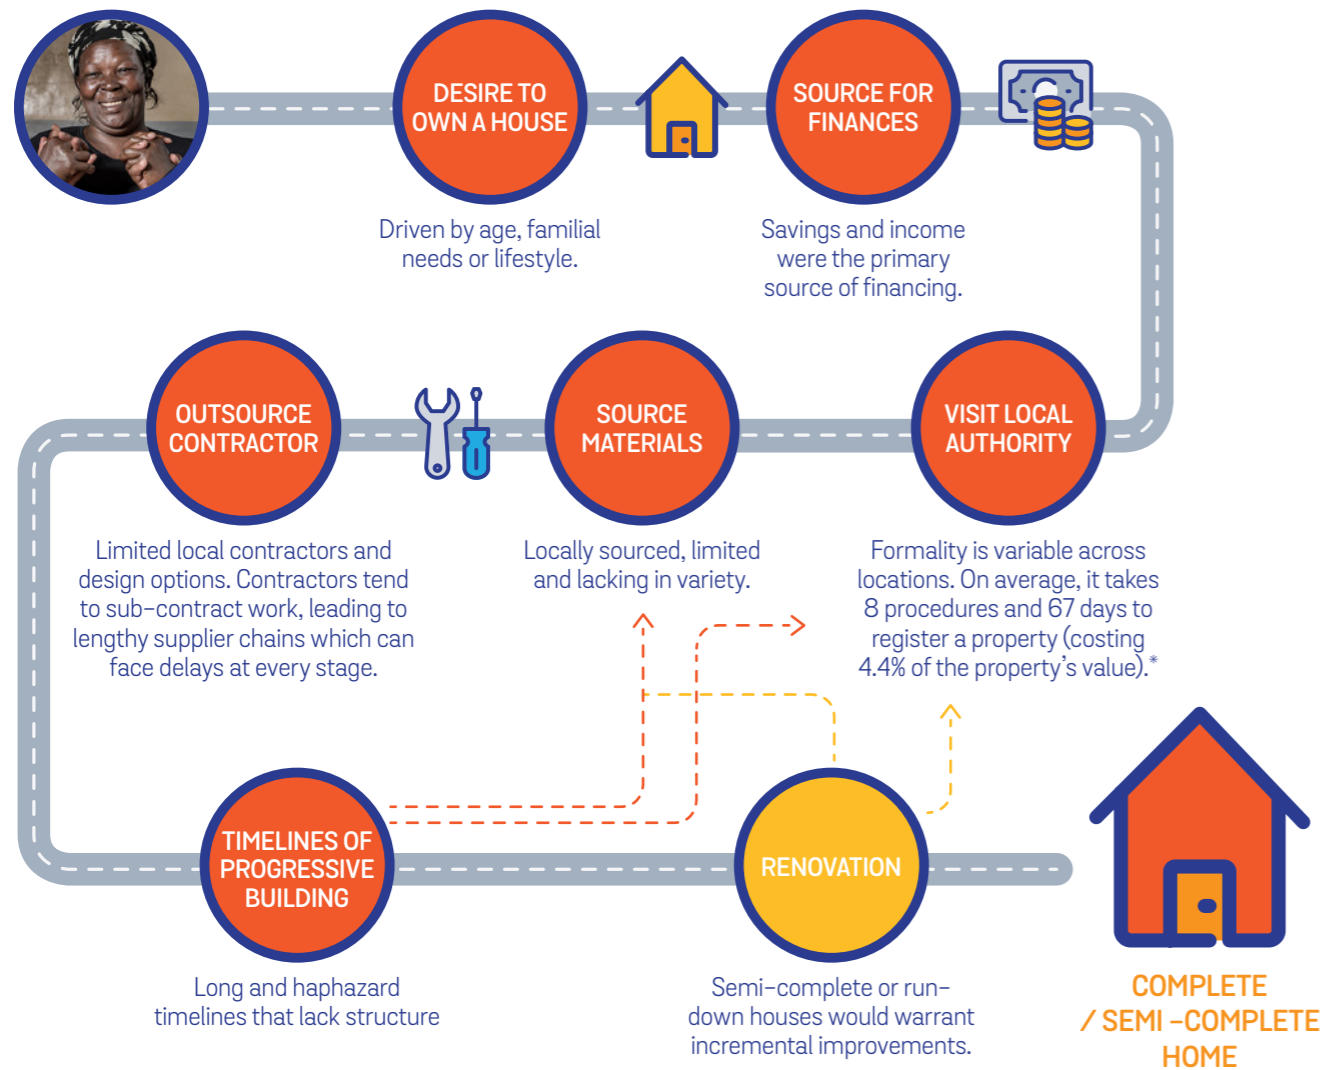 DESIRE TO
OWN A HOUSE
SOURCE FOR
FINANCES
Driven by age, familial
needs or lifestyle.
Savings and income
were the primary
source of financing.
OUTSOURCE
CONTRACTOR
SOURCE
MATERIALS
VISIT LOCAL
AUTHORITY
Limited local contractors and
design options. Contractors tend
to sub-contract work, leading to
lengthy supplier chains which can
face delays at every stage.
Locally sourced, limited
and lacking in variety.
Formality is variable across
locations. On average, it takes
8 procedures and 67 days to
register a property (costing
4.4% of the property's value).*
TIMELINES OF
PROGRESSIVE
BUILDING
RENOVATION
Long and haphazard
timelines that lack structure
Semi-complete or run-
down houses would warrant
incremental improvements.
COMPLETE
/ SEMI -COMPLETE
HOME